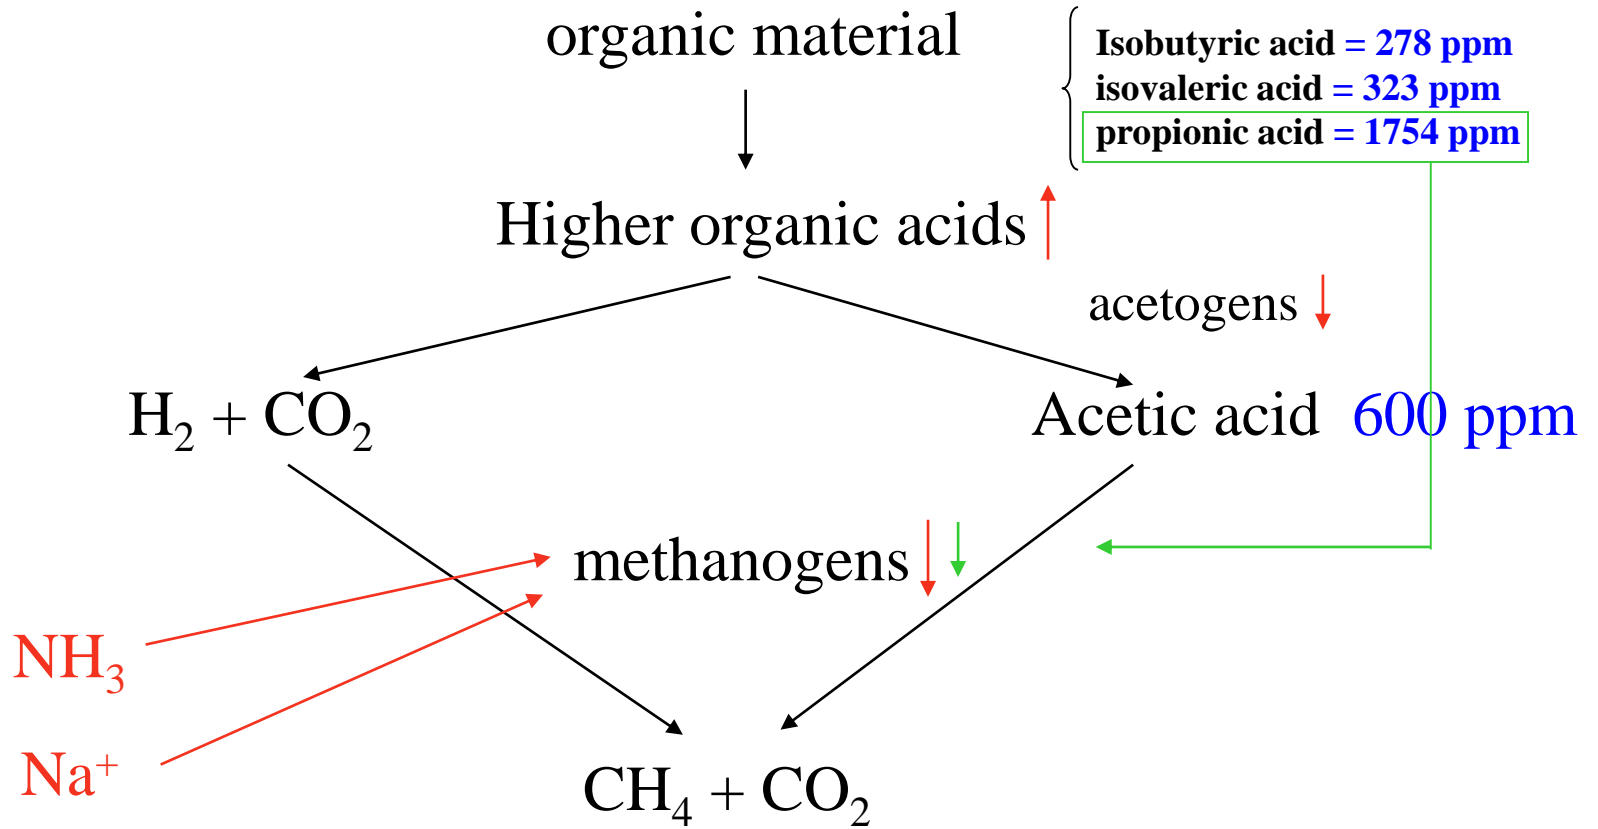 organic material
Isobutyric acid = 278 ppm
isovaleric acid = 323 ppm
propionic acid = 1754 ppm
Higher organic acids
acetogens
H₂ + CO₂
Acetic acid 600 ppm
methanogens
NH₃
Na⁺
CH₄ + CO₂